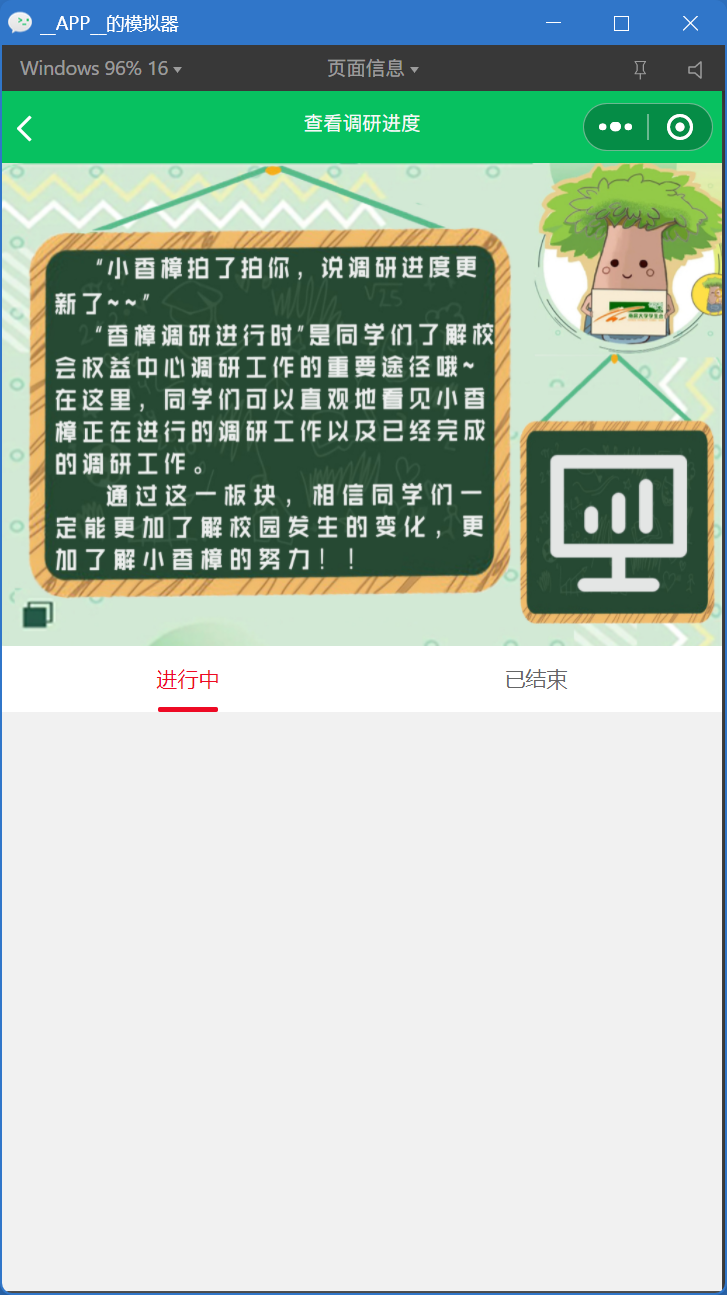 __APP__的模拟器
Windows 96% 16
页面信息
查看调研进度
“小香樟拍了拍你，说调研进度更
新了~~”
“香樟调研进行时”是同学们了解校
会权益中心调研工作的重要途径哦~
在这里，同学们可以直观地看见小香
樟正在进行的调研工作以及已经完成
的调研工作。
通过这一板块，相信同学们一
定能更加了解校园发生的变化，更
加了解小香樟的努力！！
进行中
已结束